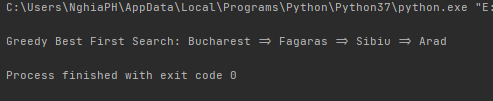 C:\Users\NghiaPH\AppData\Local\Programs\Python\Python37\python.exe "E:
Greedy Best First Search: Bucharest => Fagaras => Sibiu => Arad
Process finished with exit code 0